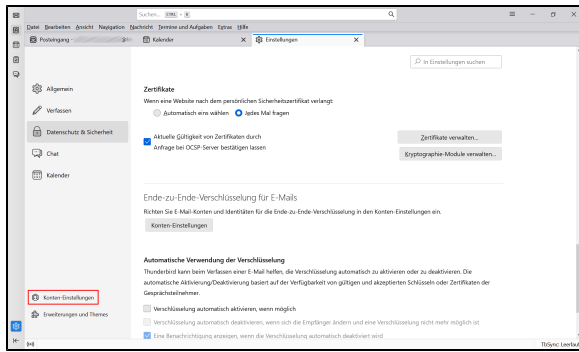 Suchen... CTRL + K
Datei Bearbeiten Ansicht Navigation Nachricht Termine und Aufgaben Extras Hilfe
Posteingang - Kalender Einstellungen
In Einstellungen suchen
Allgemein
Verfassen
Datenschutz & Sicherheit
Chat
Kalender
Zertifikate
Wenn eine Website nach dem persönlichen Sicherheitszertifikat verlangt:
Automatisch eins wählen Jedes Mal fragen
Aktuelle Gültigkeit von Zertifikaten durch
Anfrage bei OCSP-Server bestätigen lassen
Zertifikate verwalten...
Kryptographie-Module verwalten...
Ende-zu-Ende-Verschlüsselung für E-Mails
Richten Sie E-Mail-Konten und Identitäten für die Ende-zu-Ende-Verschlüsselung in den Konten-Einstellungen ein.
Konten-Einstellungen
Automatische Verwendung der Verschlüsselung
Thunderbird kann beim Verfassen einer E-Mail helfen, die Verschlüsselung automatisch zu aktivieren oder zu deaktivieren. Die
automatische Aktivierung/Deaktivierung basiert auf der Verfügbarkeit von gültigen und akzeptierten Schlüsseln oder Zertifikaten der
Gesprächsteilnehmer.
Verschlüsselung automatisch aktivieren, wenn möglich
Verschlüsselung automatisch deaktivieren, wenn sich die Empfänger ändern und eine Verschlüsselung nicht mehr möglich ist
Eine Benachrichtigung anzeigen, wenn die Verschlüsselung automatisch deaktiviert wird
Konten-Einstellungen
Erweiterungen und Themes
TbSync: Leerlauf